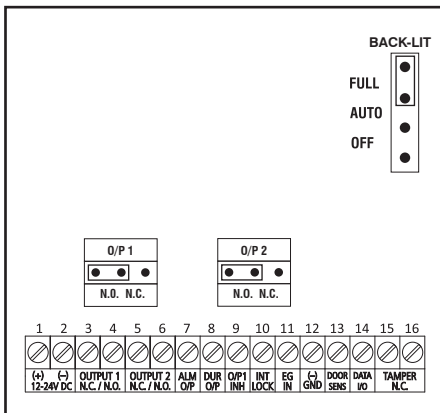 BACK-LIT
FULL
AUTO
OFF
O/P 1
N.O. N.C.
O/P 2
N.O. N.C.
1 2 3 4 5 6 7 8 9 10 11 12 13 14 15 16
(+) (–) OUTPUT 1 OUTPUT 2 ALM DUR O/P1 INT EG (–) DOOR DATA TAMPER
12-24V DC N.C. / N.O. N.C. / N.O. O/P O/P INH LOCK IN GND SENS I/O N.C.